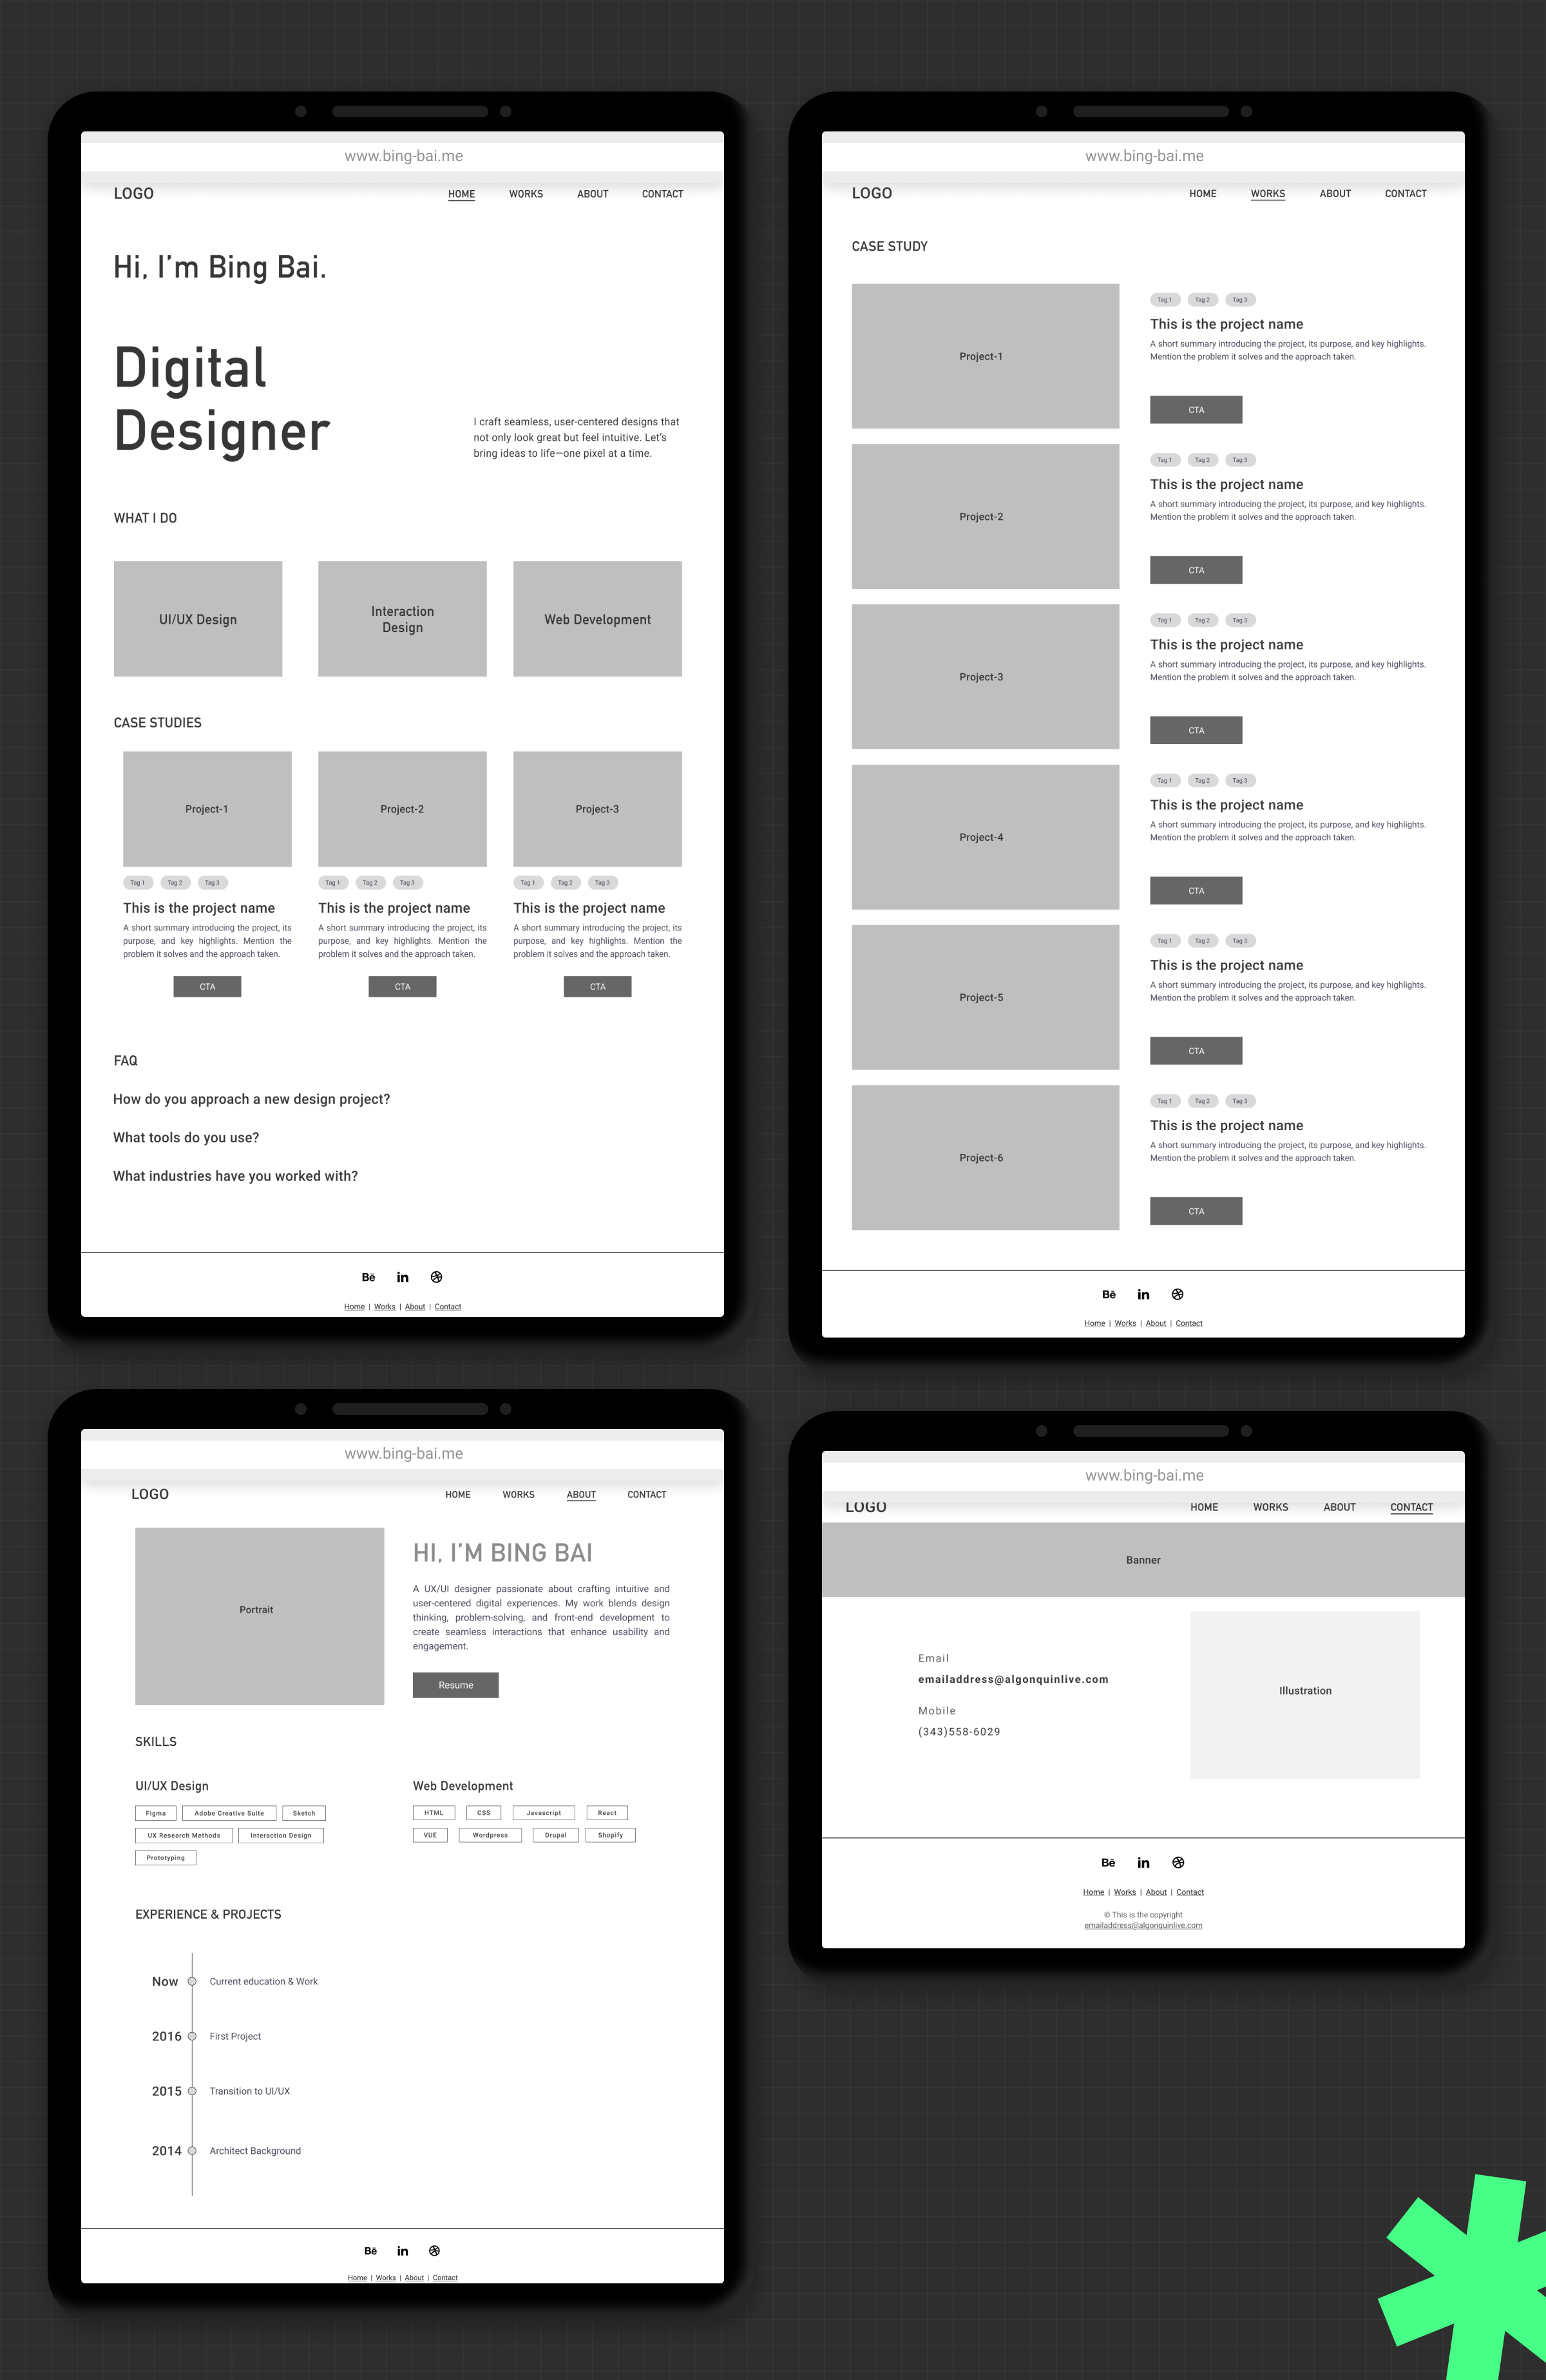 www.bing-bai.me
LOGO
HOME WORKS ABOUT CONTACT
Hi, I’m Bing Bai.
Digital
Designer
I craft seamless, user-centered designs that
not only look great but feel intuitive. Let’s
bring ideas to life—one pixel at a time.
WHAT I DO
UI/UX Design
Interaction
Design
Web Development
CASE STUDIES
Project-1
Tag 1 Tag 2 Tag 3
This is the project name
A short summary introducing the project, its
purpose, and key highlights. Mention the
problem it solves and the approach taken.
CTA
Project-2
Tag 1 Tag 2 Tag 3
This is the project name
A short summary introducing the project, its
purpose, and key highlights. Mention the
problem it solves and the approach taken.
CTA
Project-3
Tag 1 Tag 2 Tag 3
This is the project name
A short summary introducing the project, its
purpose, and key highlights. Mention the
problem it solves and the approach taken.
CTA
FAQ
How do you approach a new design project?
What tools do you use?
What industries have you worked with?
Bē in
Home | Works | About | Contact
www.bing-bai.me
LOGO
HOME WORKS ABOUT CONTACT
CASE STUDY
Project-1
Tag 1 Tag 2 Tag 3
This is the project name
A short summary introducing the project, its purpose, and key highlights.
Mention the problem it solves and the approach taken.
CTA
Project-2
Tag 1 Tag 2 Tag 3
This is the project name
A short summary introducing the project, its purpose, and key highlights.
Mention the problem it solves and the approach taken.
CTA
Project-3
Tag 1 Tag 2 Tag 3
This is the project name
A short summary introducing the project, its purpose, and key highlights.
Mention the problem it solves and the approach taken.
CTA
Project-4
Tag 1 Tag 2 Tag 3
This is the project name
A short summary introducing the project, its purpose, and key highlights.
Mention the problem it solves and the approach taken.
CTA
Project-5
Tag 1 Tag 2 Tag 3
This is the project name
A short summary introducing the project, its purpose, and key highlights.
Mention the problem it solves and the approach taken.
CTA
Project-6
Tag 1 Tag 2 Tag 3
This is the project name
A short summary introducing the project, its purpose, and key highlights.
Mention the problem it solves and the approach taken.
CTA
Bē in
Home | Works | About | Contact
www.bing-bai.me
LOGO
HOME WORKS ABOUT CONTACT
Portrait
HI, I’M BING BAI
A UX/UI designer passionate about crafting intuitive and
user-centered digital experiences. My work blends design
thinking, problem-solving, and front-end development to
create seamless interactions that enhance usability and
engagement.
Resume
SKILLS
UI/UX Design
Figma Adobe Creative Suite Sketch
UX Research Methods Interaction Design
Prototyping
Web Development
HTML CSS Javascript React
VUE Wordpress Drupal Shopify
EXPERIENCE & PROJECTS
Now Current education & Work
2016 First Project
2015 Transition to UI/UX
2014 Architect Background
Bē in
Home | Works | About | Contact
www.bing-bai.me
LOGO
HOME WORKS ABOUT CONTACT
Banner
Email
emailaddress@algonquinlive.com
Mobile
(343)558-6029
Illustration
Bē in
Home | Works | About | Contact
© This is the copyright
emailaddress@algonquinlive.com